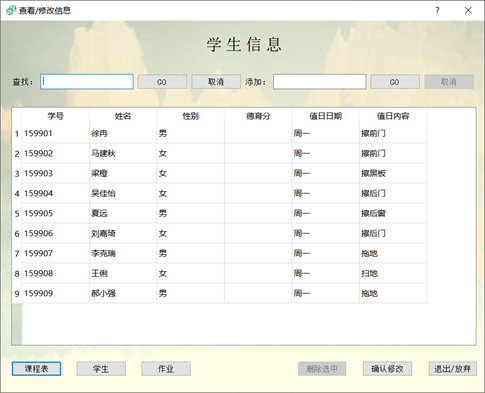 查看/修改信息 ?
学生信息
查找： GO 取消 添加： GO 取消
学号 姓名 性别 德育分 值日日期 值日内容
1 159901 徐冉 男 周一 擦前门
2 159902 马建秋 女 周一 擦前门
3 159903 梁橙 女 周一 擦黑板
4 159904 吴佳怡 女 周一 擦后门
5 159905 夏远 男 周一 擦后窗
6 159906 刘嘉琦 女 周一 擦后门
7 159907 李克瑞 男 周一 拖地
8 159908 王俐 女 周一 扫地
9 159909 郝小强 男 周一 拖地
课程表 学生 作业 删除选中 确认修改 退出/放弃